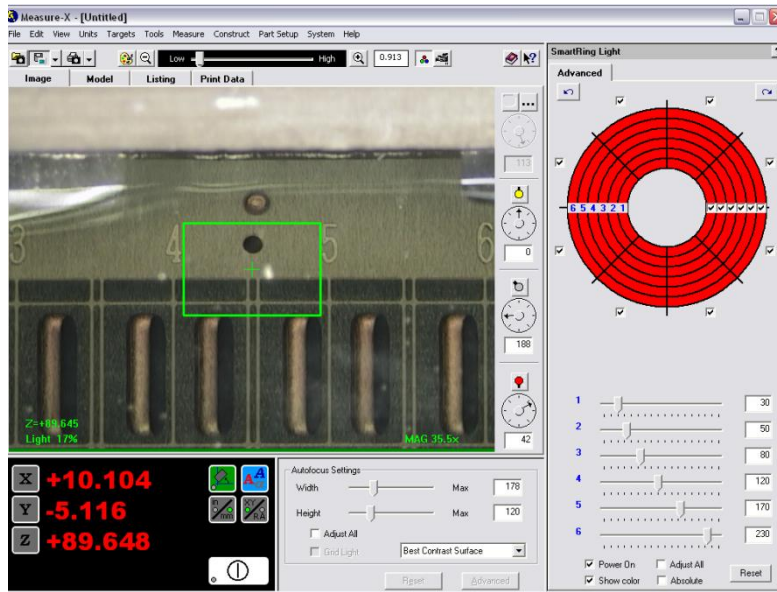 Measure-X - [Untitled]
File Edit View Units Targets Tools Measure Construct Part Setup System Help
Low High 0.913
Image Model Listing Print Data
113
3 4 5 6
0
188
Z=+89.645
Light 17%
MAG 35.5x
42
X +10.104
Y -5.116
Z +89.648
in mm
XY RA
Autofocus Settings
Width Max 178
Height Max 120
Adjust All
Grid Light Best Contrast Surface
Reset Advanced
SmartRing Light
Advanced
6 5 4 3 2 1
1 30
2 50
3 80
4 120
5 170
6 230
Power On Adjust All
Show color Absolute
Reset